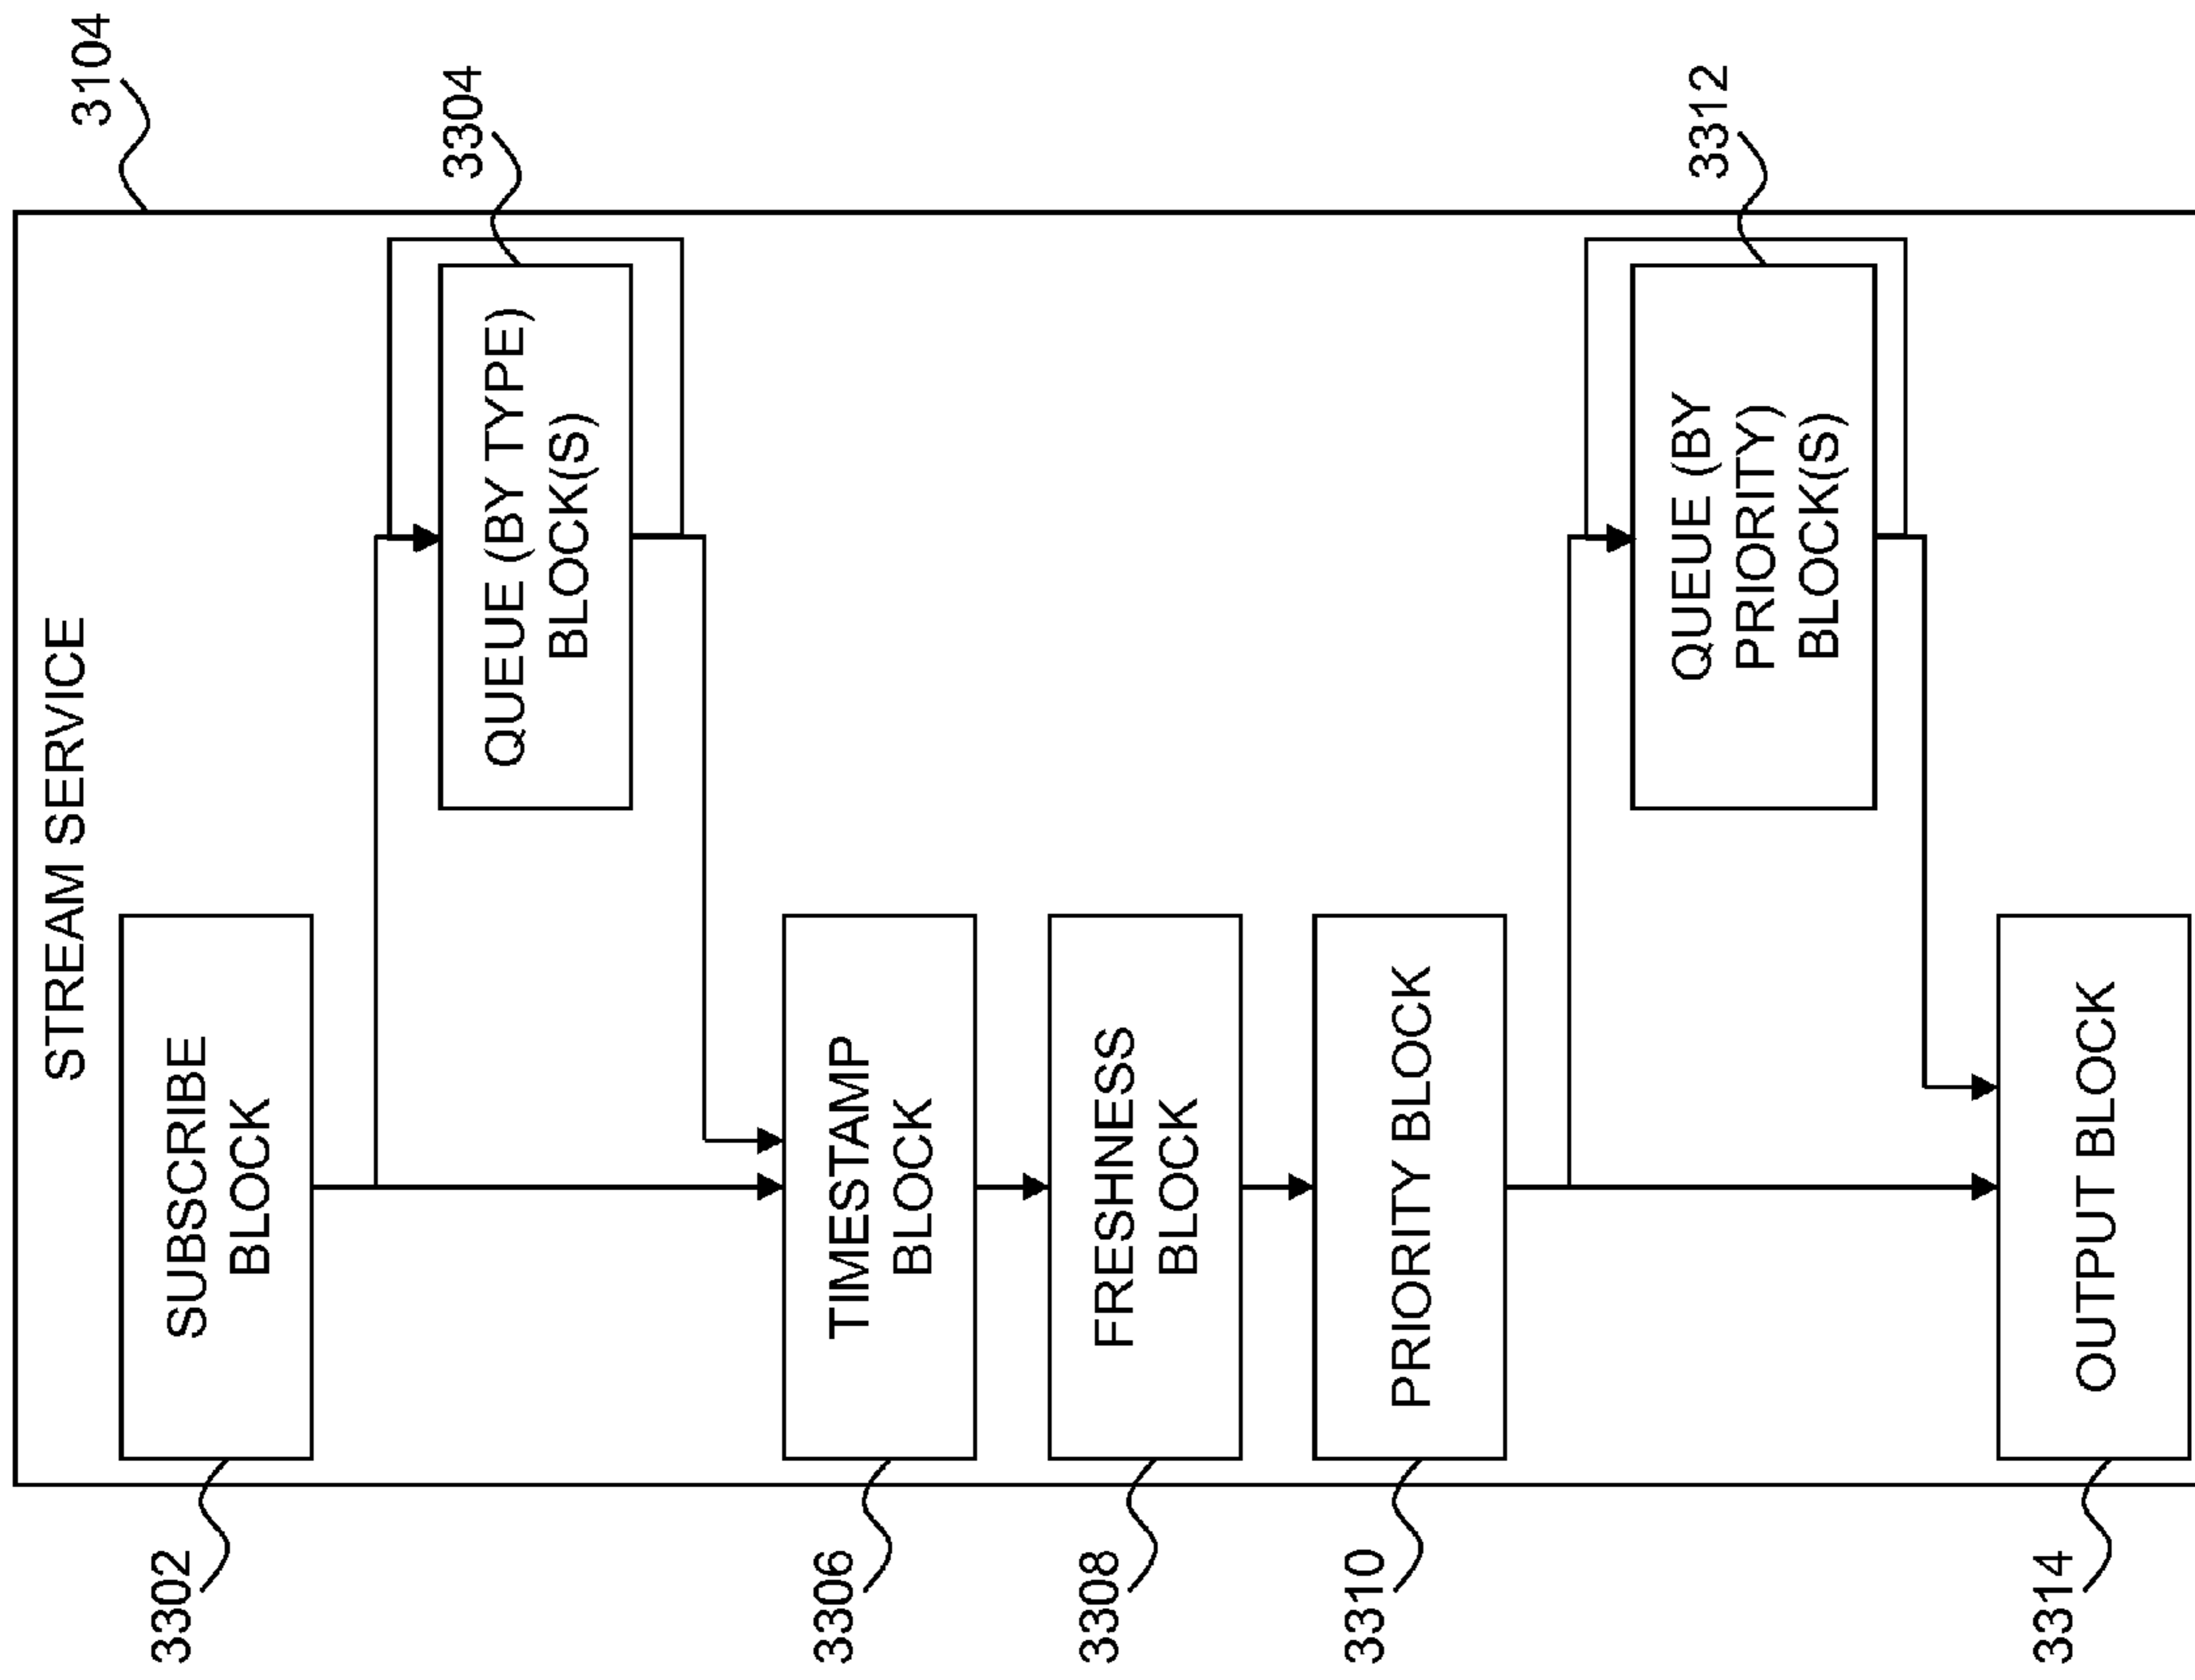 3104
STREAM SERVICE
3302
SUBSCRIBE
BLOCK
3304
QUEUE (BY TYPE)
BLOCK(S)
3306
TIMESTAMP
BLOCK
3308
FRESHNESS
BLOCK
3310
PRIORITY BLOCK
3312
QUEUE (BY
PRIORITY)
BLOCK(S)
3314
OUTPUT BLOCK